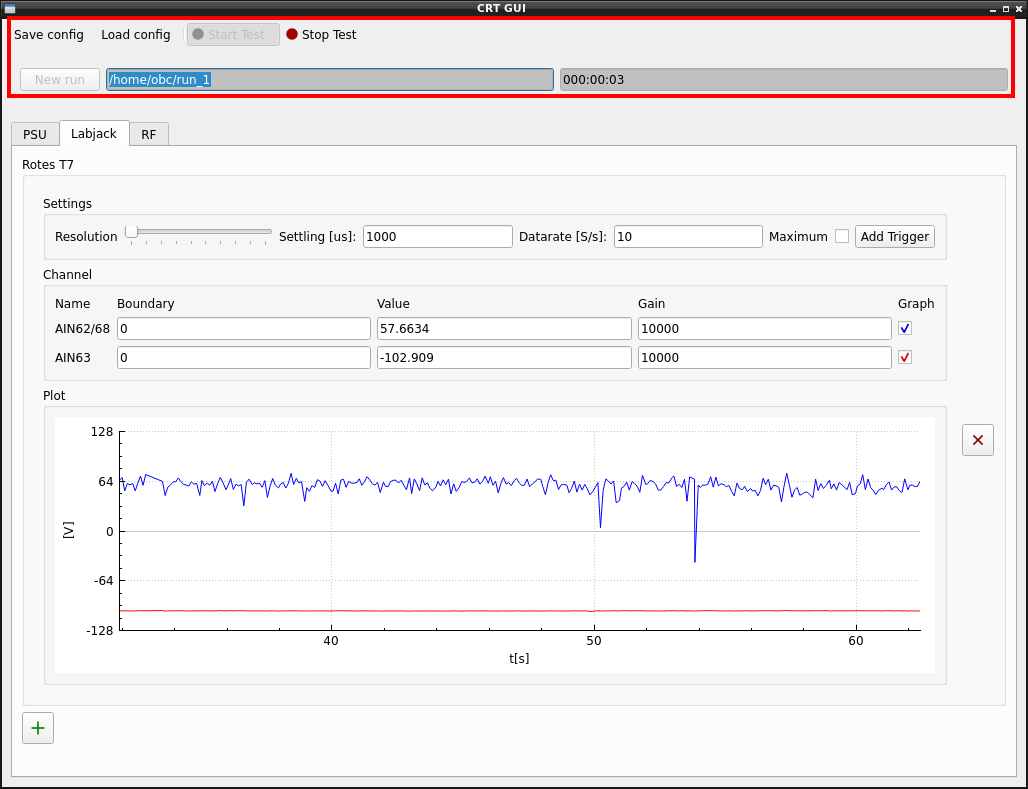 CRT GUI
Save config Load config Start Test Stop Test
New run /home/obc/run_1 000:00:03
PSU Labjack RF
Rotes T7
Settings
Resolution Settling [us]: 1000 Datarate [S/s]: 10 Maximum Add Trigger
Channel
Name Boundary Value Gain Graph
AIN62/68 0 57.6634 10000
AIN63 0 -102.909 10000
Plot
128
64
0
-64
-128
[V]
40 50 60
t[s]